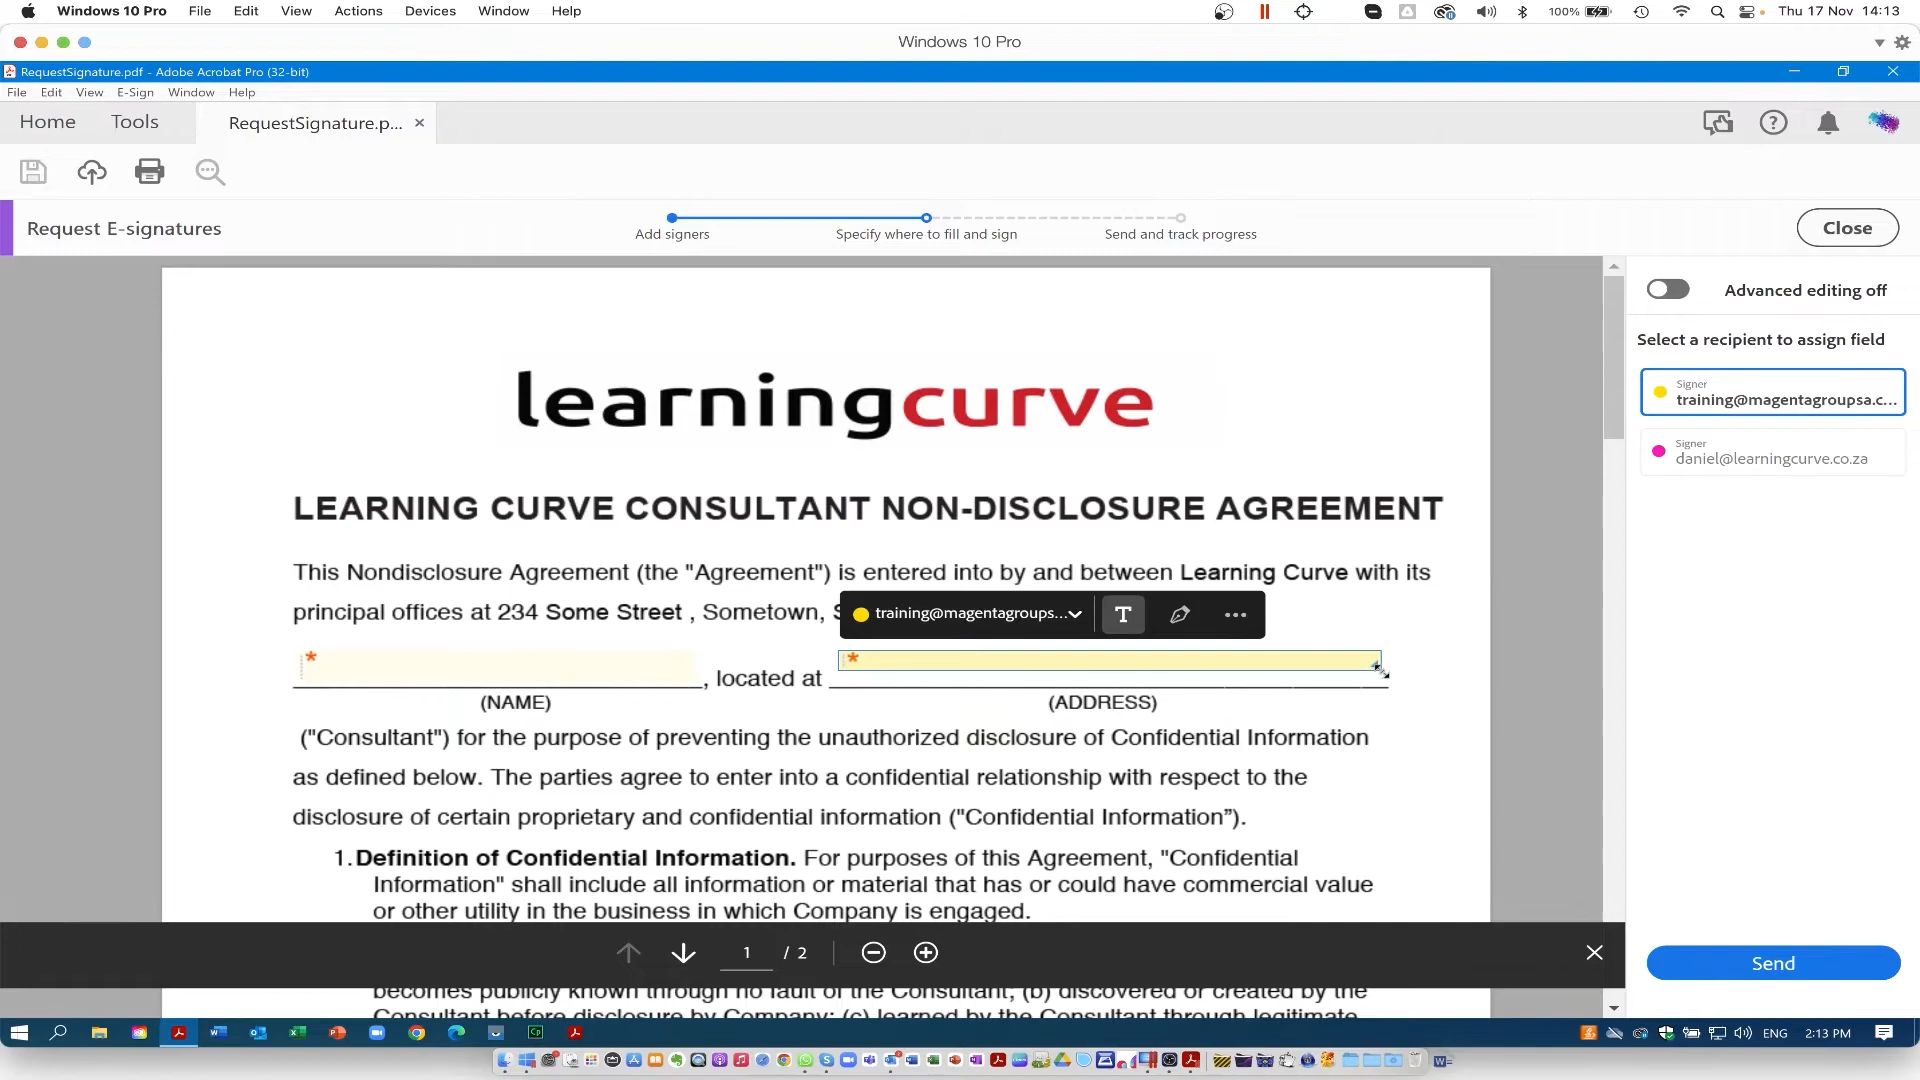 Windows 10 Pro File Edit View Actions Devices Window Help 100% Thu 17 Nov 14:13
Windows 10 Pro
RequestSignature.pdf - Adobe Acrobat Pro (32-bit)
File Edit View E-Sign Window Help
Home Tools RequestSignature.p...
Request E-signatures
Add signers Specify where to fill and sign Send and track progress
Close
Advanced editing off
Select a recipient to assign field
Signer
training@magentagroupsa.c...
Signer
daniel@learningcurve.co.za
learningcurve
LEARNING CURVE CONSULTANT NON-DISCLOSURE AGREEMENT
This Nondisclosure Agreement (the "Agreement") is entered into by and between Learning Curve with its
principal offices at 234 Some Street , Sometown, S
training@magentagroups... T
* , located at *
(NAME) (ADDRESS)
("Consultant") for the purpose of preventing the unauthorized disclosure of Confidential Information
as defined below. The parties agree to enter into a confidential relationship with respect to the
disclosure of certain proprietary and confidential information ("Confidential Information”).
1. Definition of Confidential Information. For purposes of this Agreement, "Confidential
Information" shall include all information or material that has or could have commercial value
or other utility in the business in which Company is engaged.
1 / 2
becomes publicly known through no fault of the Consultant; (b) discovered or created by the
Consultant before disclosure by Company; (c) learned by the Consultant through legitimate
Send
ENG 2:13 PM